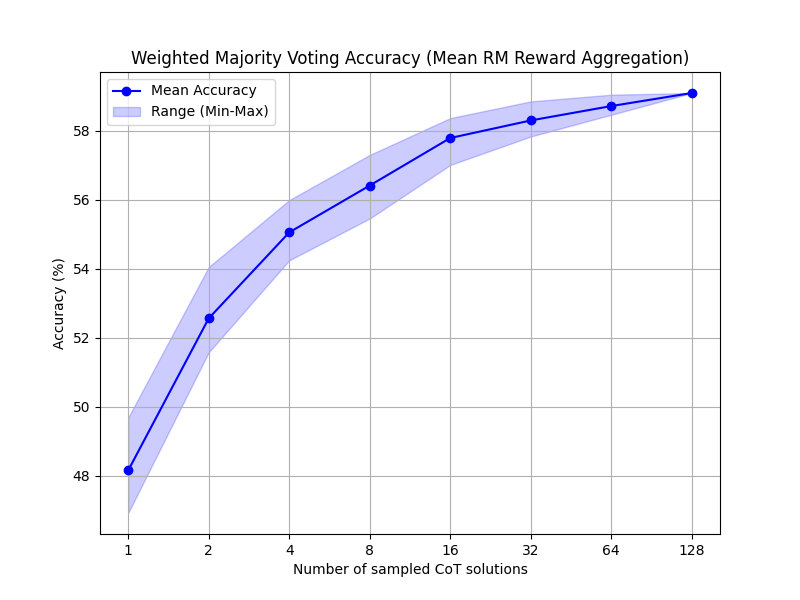 Weighted Majority Voting Accuracy (Mean RM Reward Aggregation)
Mean Accuracy
Range (Min-Max)
Accuracy (%)
58
56
54
52
50
48
1 2 4 8 16 32 64 128
Number of sampled CoT solutions